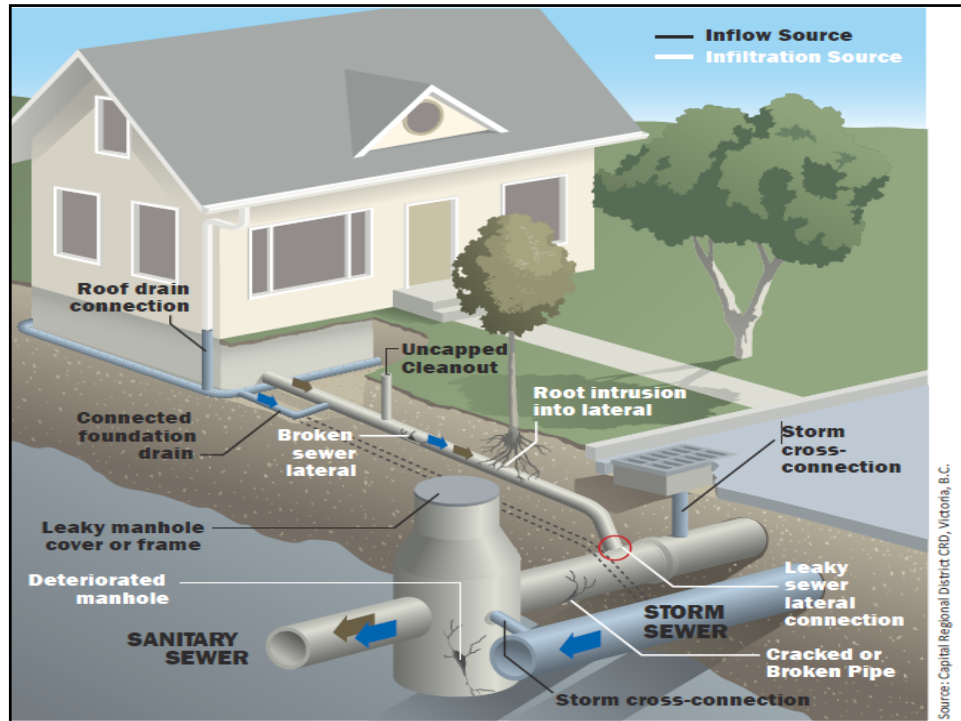 Inflow Source
Infiltration Source
Roof drain
connection
Uncapped
Cleanout
Root intrusion
into lateral
Connected
foundation
drain
Broken
sewer
lateral
Storm
cross-
connection
Leaky manhole
cover or frame
Deteriorated
manhole
Leaky
sewer
lateral
connection
SANITARY
SEWER
STORM
SEWER
Cracked or
Broken Pipe
Storm cross-connection
Source: Capital Regional District CRD, Victoria, B.C.